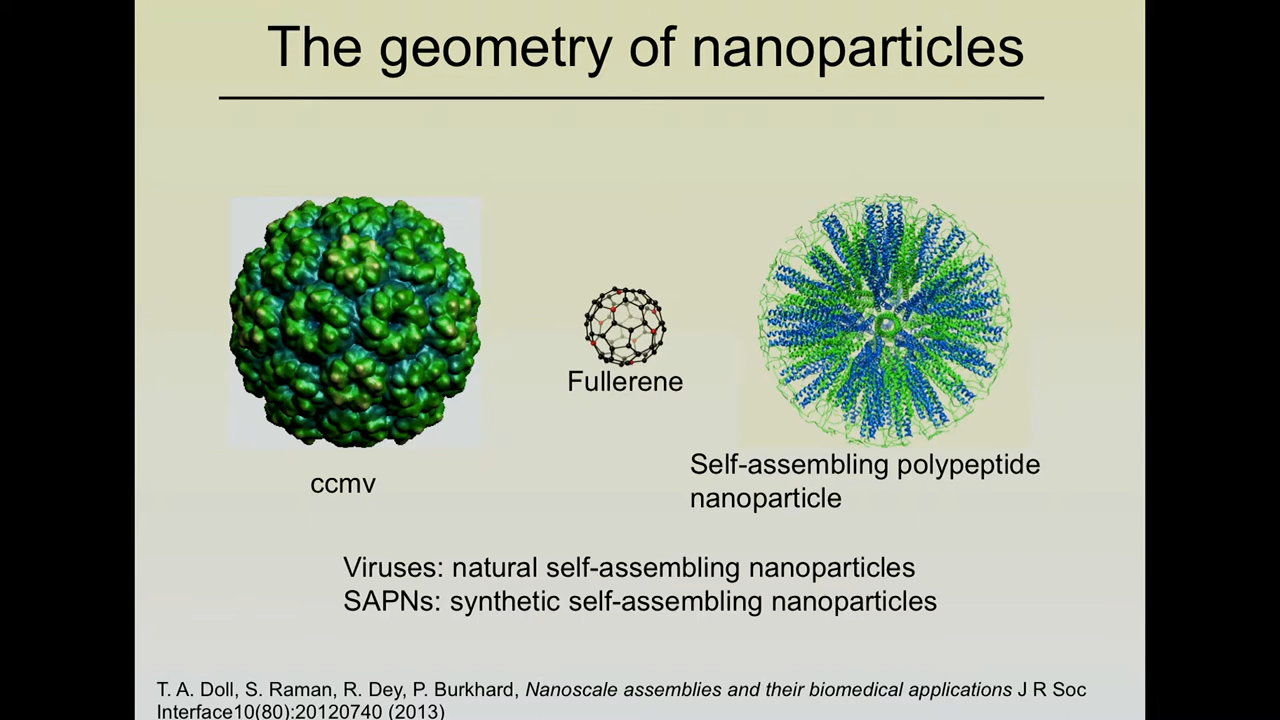 The geometry of nanoparticles
Fullerene
Self-assembling polypeptide
nanoparticle
ccmv
Viruses: natural self-assembling nanoparticles
SAPNs: synthetic self-assembling nanoparticles
T. A. Doll, S. Raman, R. Dey, P. Burkhard, Nanoscale assemblies and their biomedical applications J R Soc
Interface10(80):20120740 (2013)